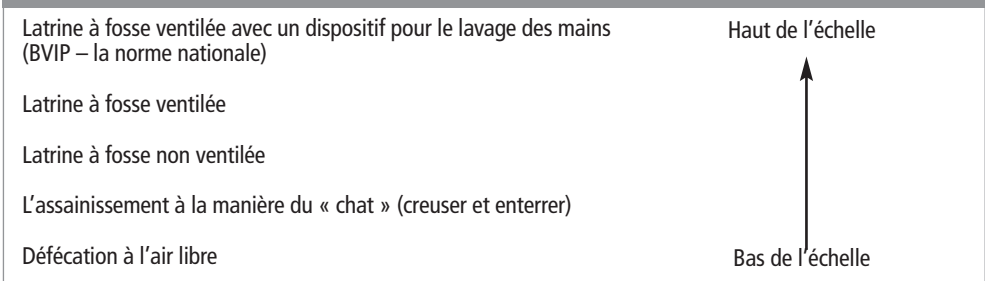 Latrine à fosse ventilée avec un dispositif pour le lavage des mains
(BVIP – la norme nationale)
Haut de l’échelle
Latrine à fosse ventilée
Latrine à fosse non ventilée
L’assainissement à la manière du « chat » (creuser et enterrer)
Défécation à l’air libre
Bas de l’échelle